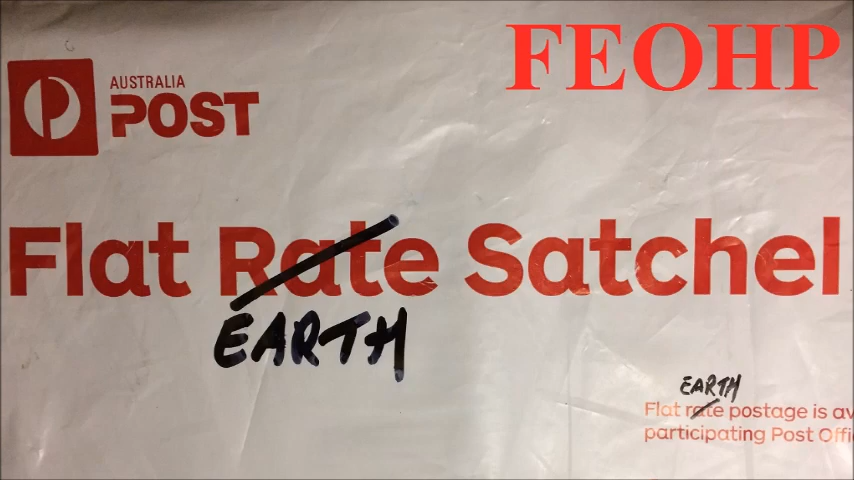 FEOHP
AUSTRALIA
POST
Flat Rate Satchel
EARTH
EARTH
Flat rate postage is av
participating Post Offi